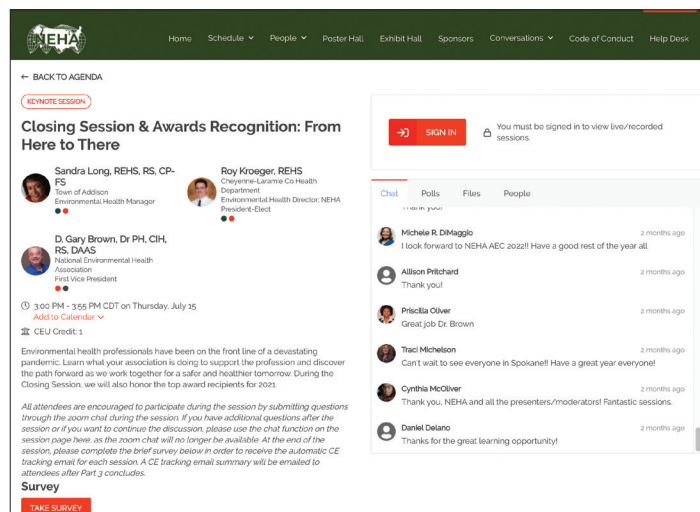 NEHA
Home Schedule People Poster Hall Exhibit Hall Sponsors Conversations Code of Conduct Help Desk
← BACK TO AGENDA
KEYNOTE SESSION
Closing Session & Awards Recognition: From
Here to There
Sandra Long, REHS, RS, CP-
FS
Town of Addison
Environmental Health Manager
Roy Kroeger, REHS
Cheyenne-Laramie Co Health
Department
Environmental Health Director; NEHA
President-Elect
D. Gary Brown, Dr PH, CIH,
RS, DAAS
National Environmental Health
Association
First Vice President
3:00 PM - 3:55 PM CDT on Thursday, July 15
Add to Calendar
CEU Credit: 1
Environmental health professionals have been on the front line of a devastating
pandemic. Learn what your association is doing to support the profession and discover
the path forward as we work together for a safer and healthier tomorrow. During the
Closing Session, we will also honor the top award recipients for 2021.
All attendees are encouraged to participate during the session by submitting questions
through the zoom chat during the session. If you have additional questions after the
session or if you want to continue the discussion, please use the chat function on the
session page here, as the zoom chat will no longer be available. At the end of the
session, please complete the brief survey below in order to receive the automatic CE
tracking email for each session. A CE tracking email summary will be emailed to
attendees after Part 3 concludes.
Survey
TAKE SURVEY
SIGN IN
You must be signed in to view live/recorded
sessions.
Chat Polls Files People
Thank you!
Michele R. DiMaggio 2 months ago
I look forward to NEHA AEC 2022!! Have a good rest of the year all
Allison Pritchard 2 months ago
Thank you!
Priscilla Oliver 2 months ago
Great job Dr. Brown
Traci Michelson 2 months ago
Can't wait to see everyone in Spokane!! Have a great year everyone!
Cynthia McOliver 2 months ago
Thank you, NEHA and all the presenters/moderators! Fantastic sessions.
Daniel Delano 2 months ago
Thanks for the great learning opportunity!